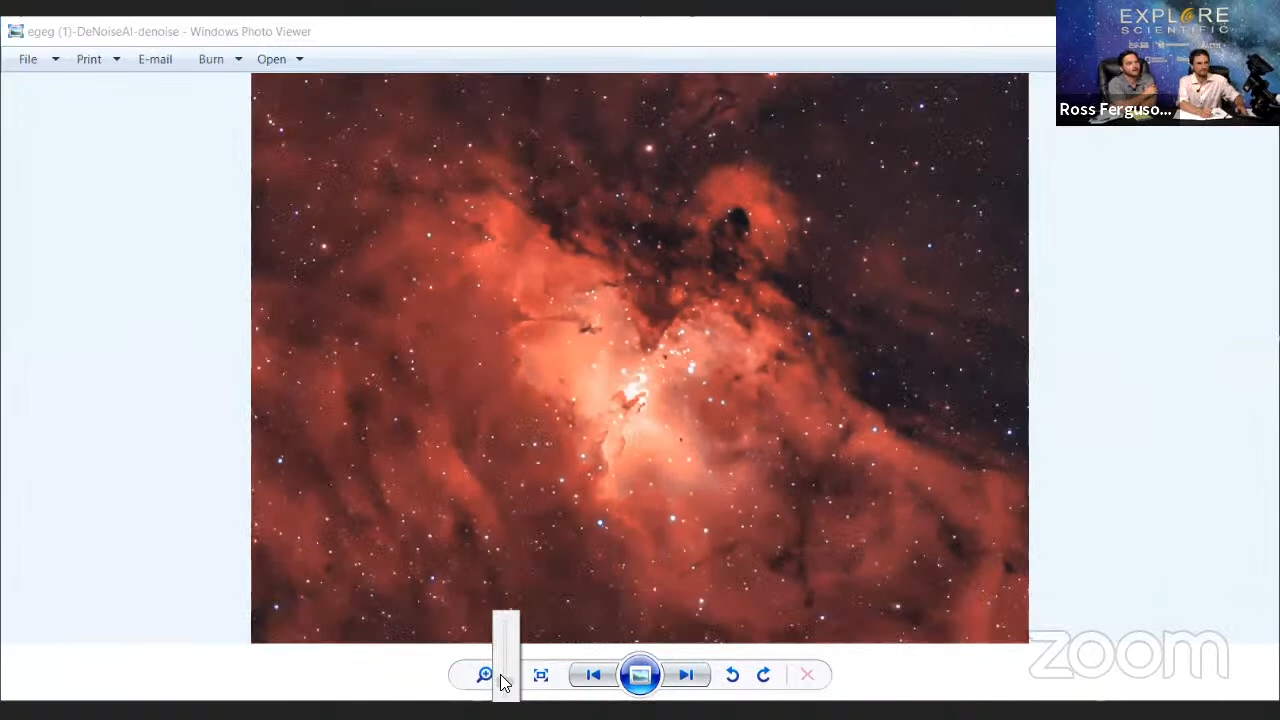 egeg (1)-DeNoiseAI-denoise - Windows Photo Viewer
File Print E-mail Burn Open
EXPLORE
SCIENTIFIC
Ross Ferguso...
zoom